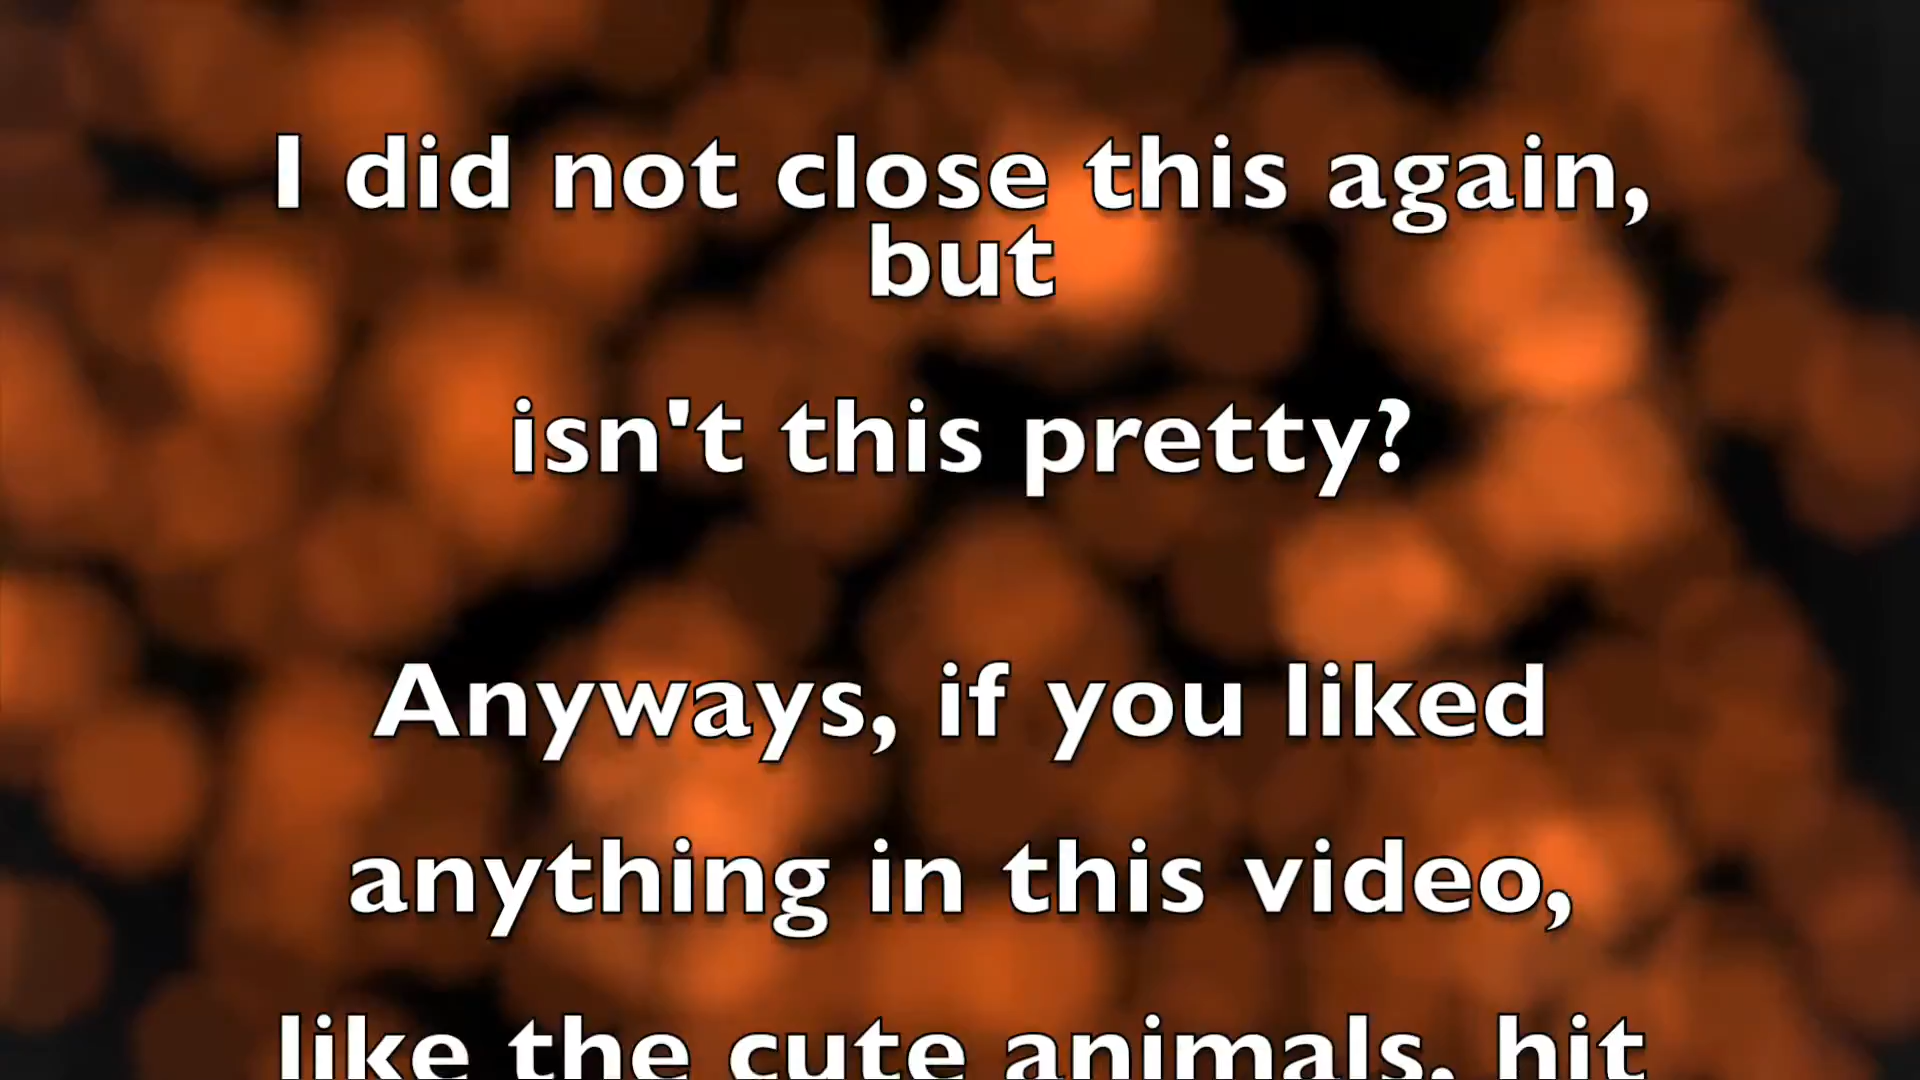 I did not close this again,
but
isn't this pretty?
Anyways, if you liked
anything in this video,
like the cute animals, hit